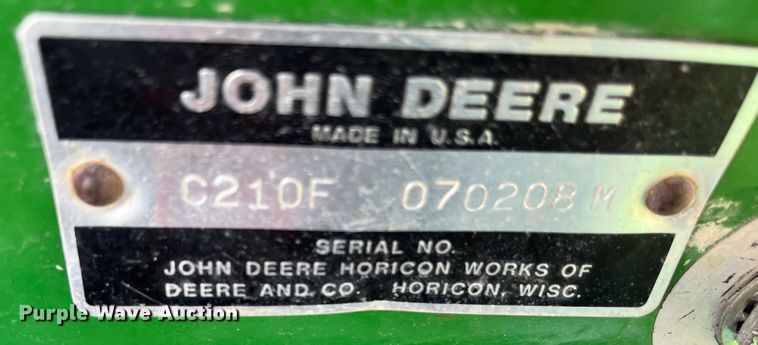 JOHN DEERE
MADE IN U.S.A.
C210F 070208 M
SERIAL NO.
JOHN DEERE HORICON WORKS OF
DEERE AND CO. HORICON, WISC.
Purple Wave Auction